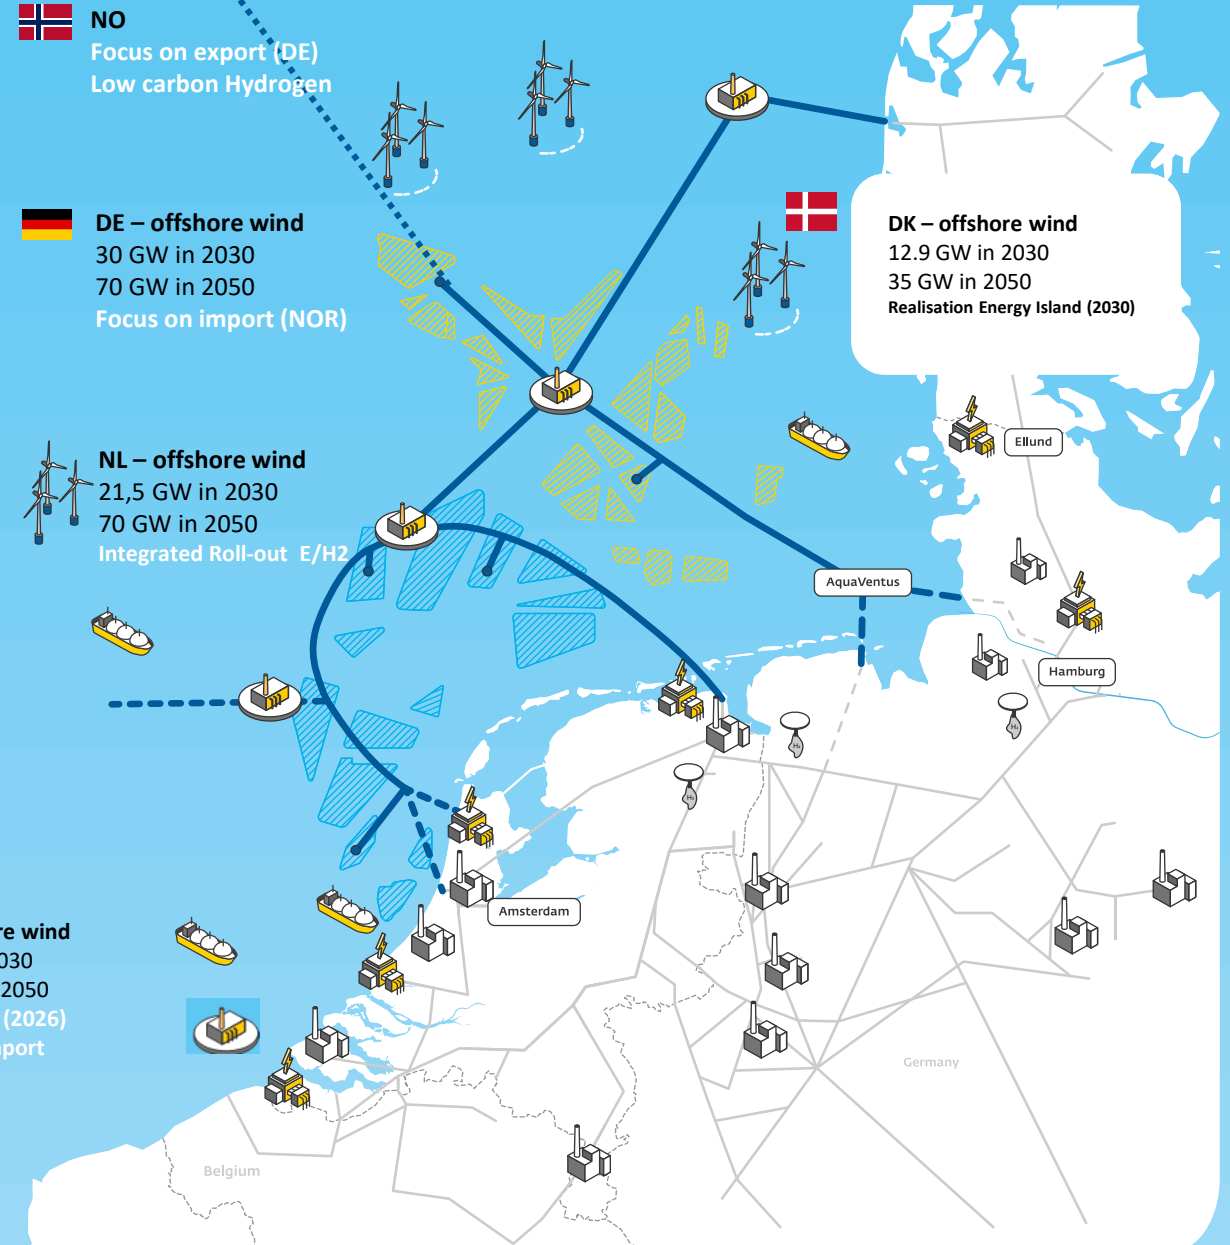 NO
Focus on export (DE)
Low carbon Hydrogen
DE – offshore wind
30 GW in 2030
70 GW in 2050
Focus on import (NOR)
DK – offshore wind
12.9 GW in 2030
35 GW in 2050
Realisation Energy Island (2030)
Ellund
NL – offshore wind
21,5 GW in 2030
70 GW in 2050
Integrated Roll-out E/H2
AquaVentus
Hamburg
H₂
H₂
H₂
Amsterdam
re wind
030
2050
(2026)
port
Germany
Belgium